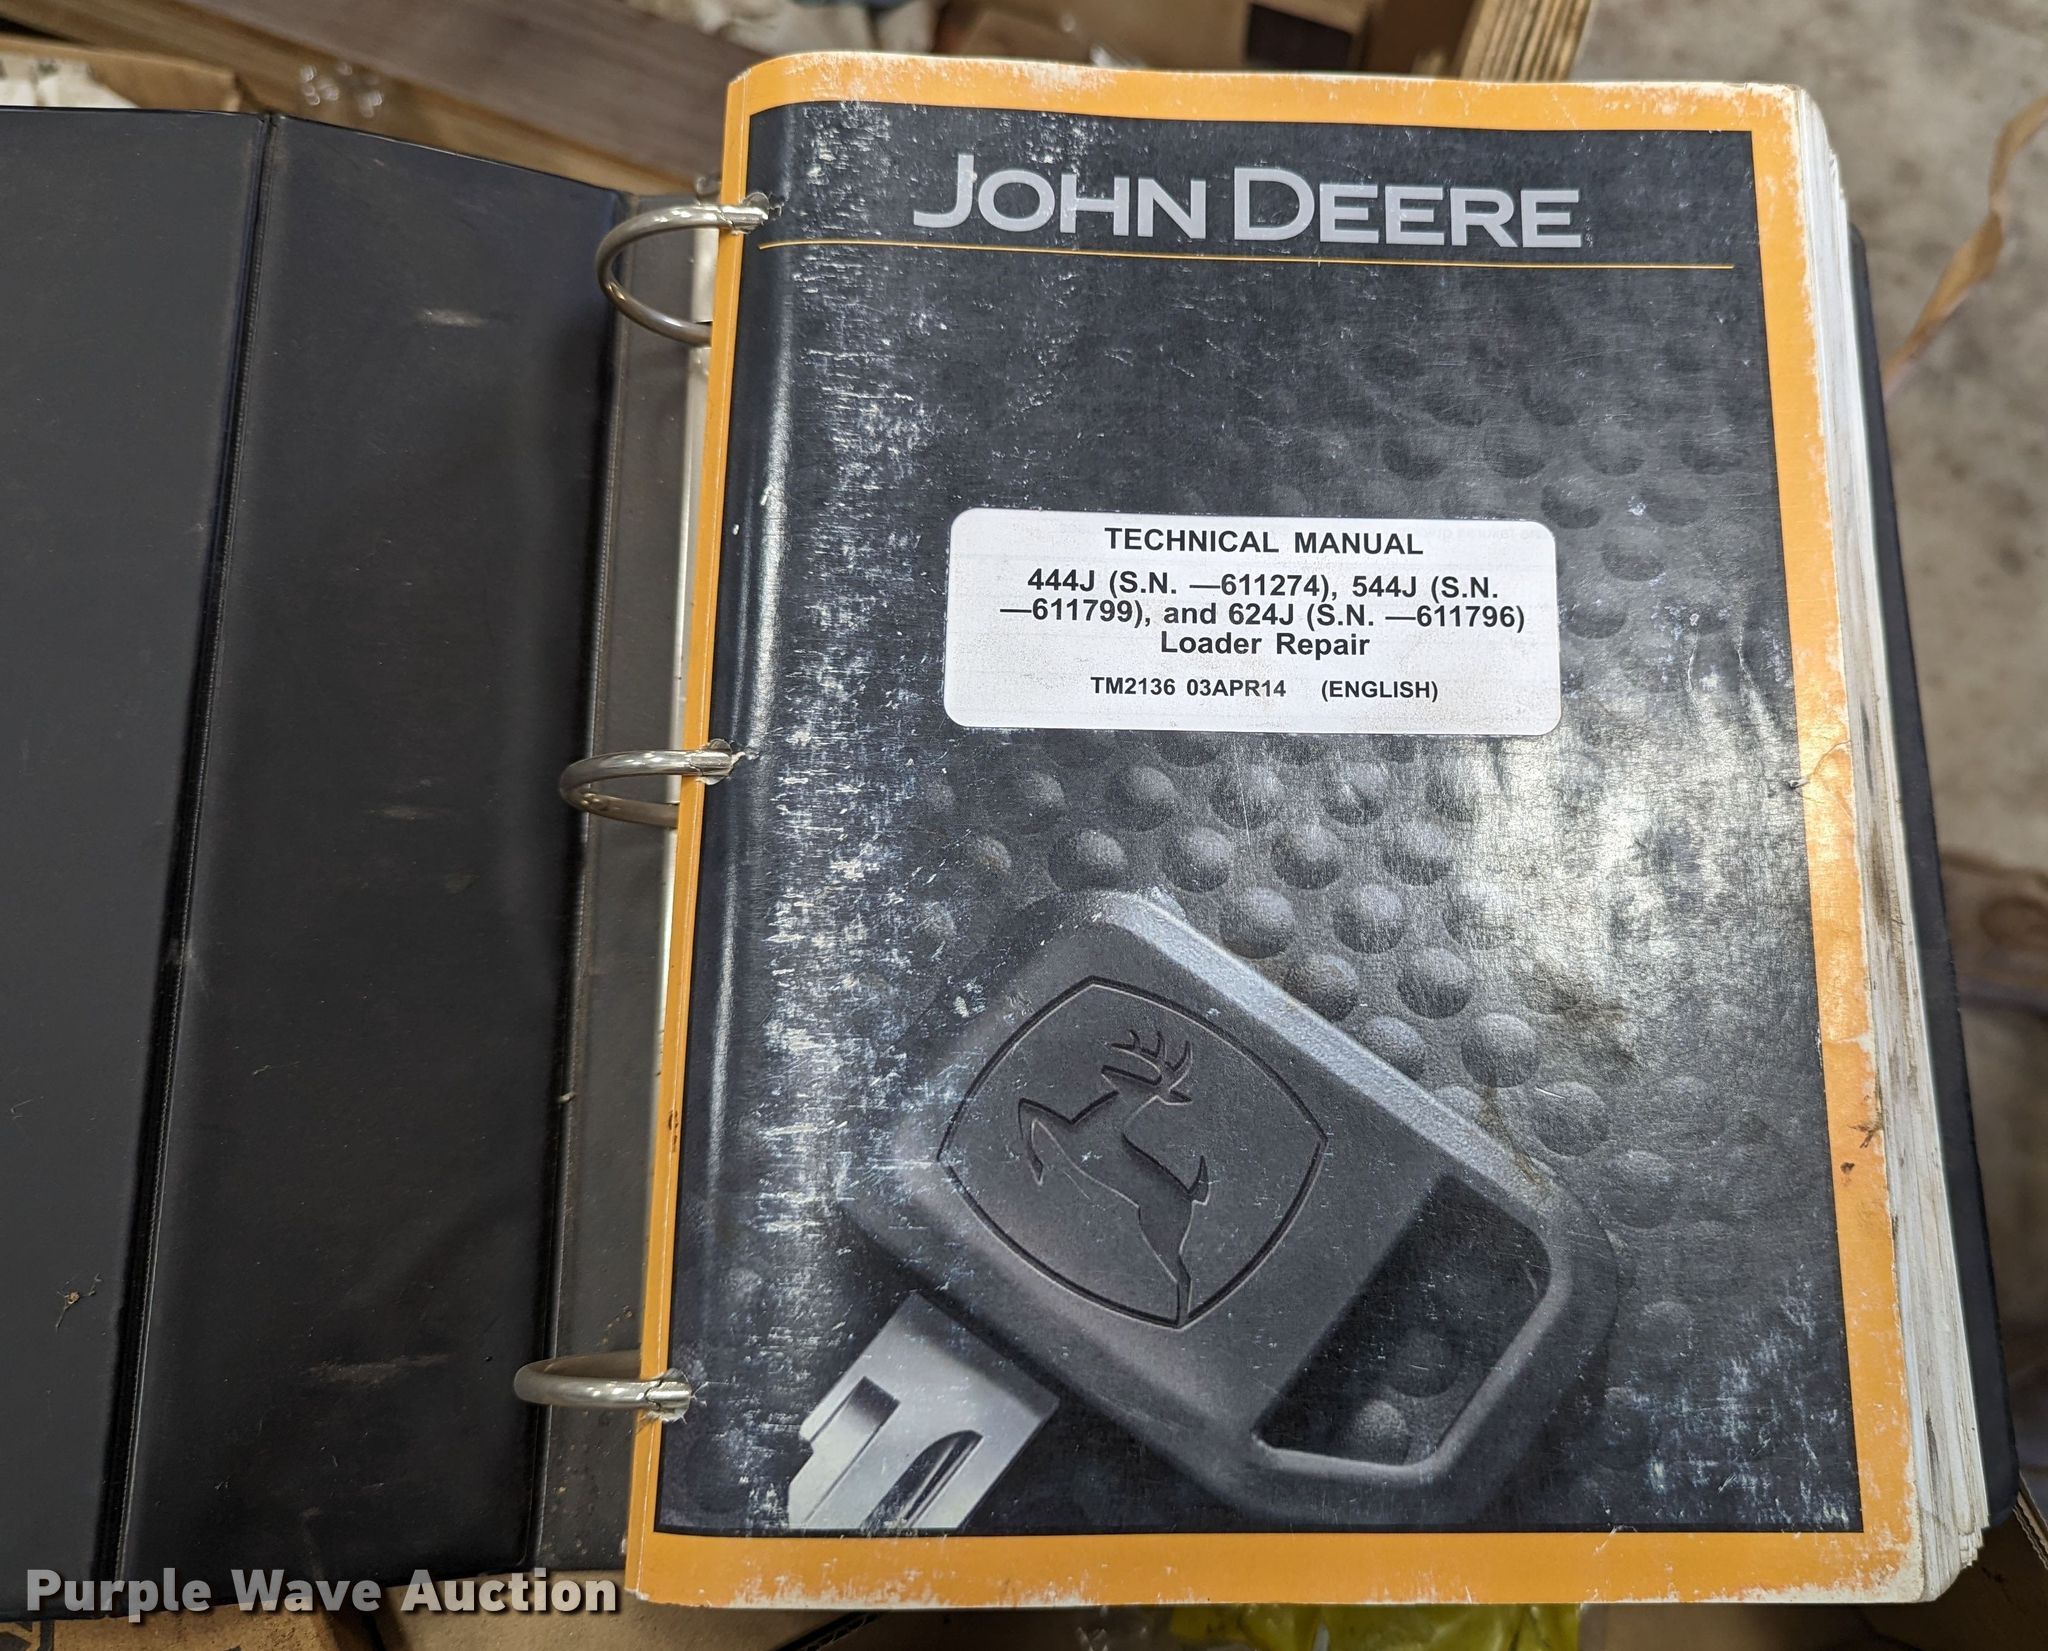 JOHN DEERE
TECHNICAL MANUAL
444J (S.N. —611274), 544J (S.N.
—611799), and 624J (S.N. —611796)
Loader Repair
TM2136 03APR14 (ENGLISH)
Purple Wave Auction